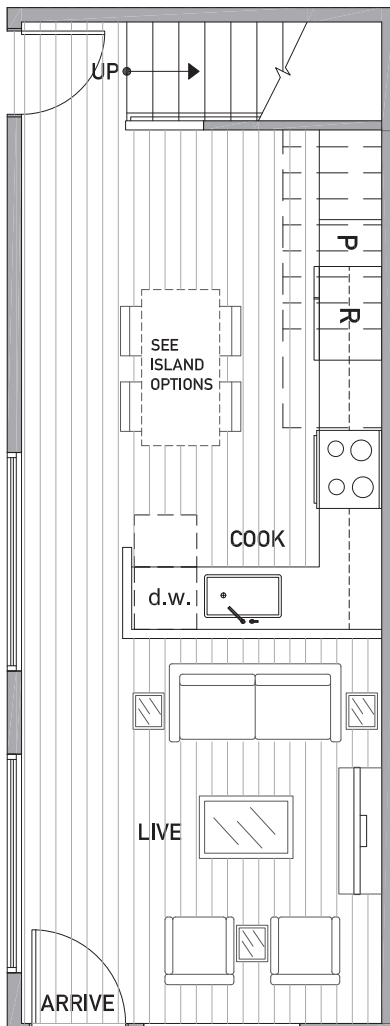 UP
P
R
SEE
ISLAND
OPTIONS
COOK
d.w.
LIVE
ARRIVE